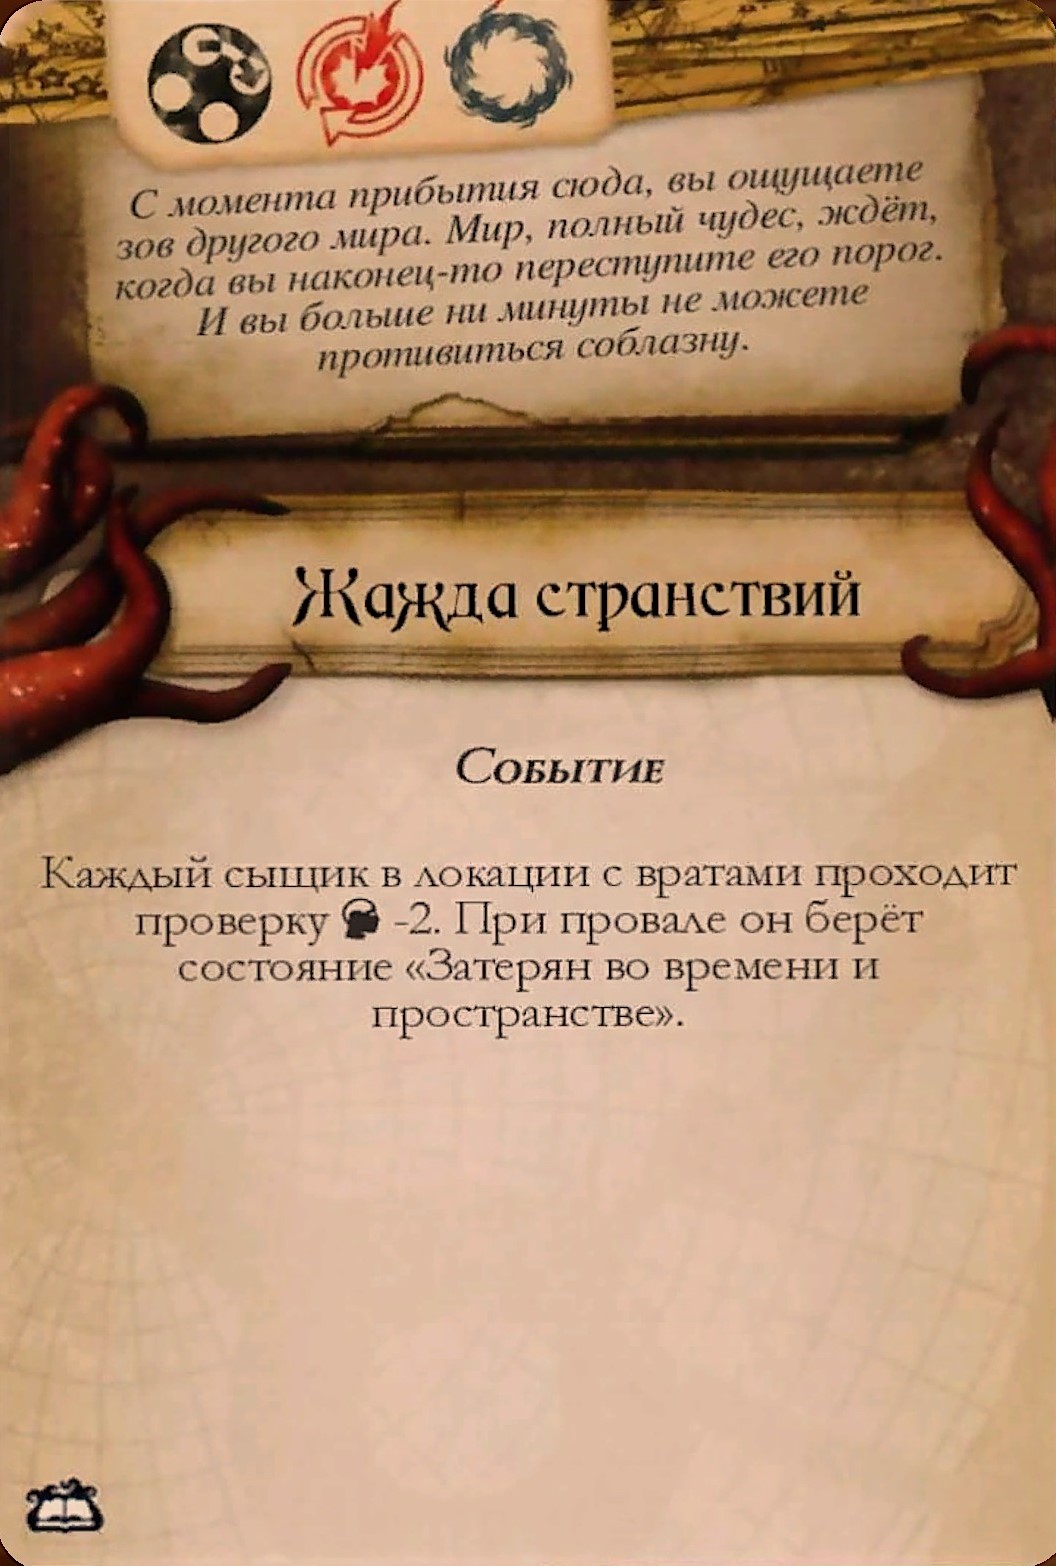 С момента прибытия сюда, вы ощущаете
зов другого мира. Мир, полный чудес, ждёт,
когда вы наконец-то переступите его порог.
И вы больше ни минуты не можете
противиться соблазну.
Жажда странствий
Событие
Каждый сыщик в локации с вратами проходит
проверку -2. При провале он берёт
состояние «Затерян во времени и
пространстве».